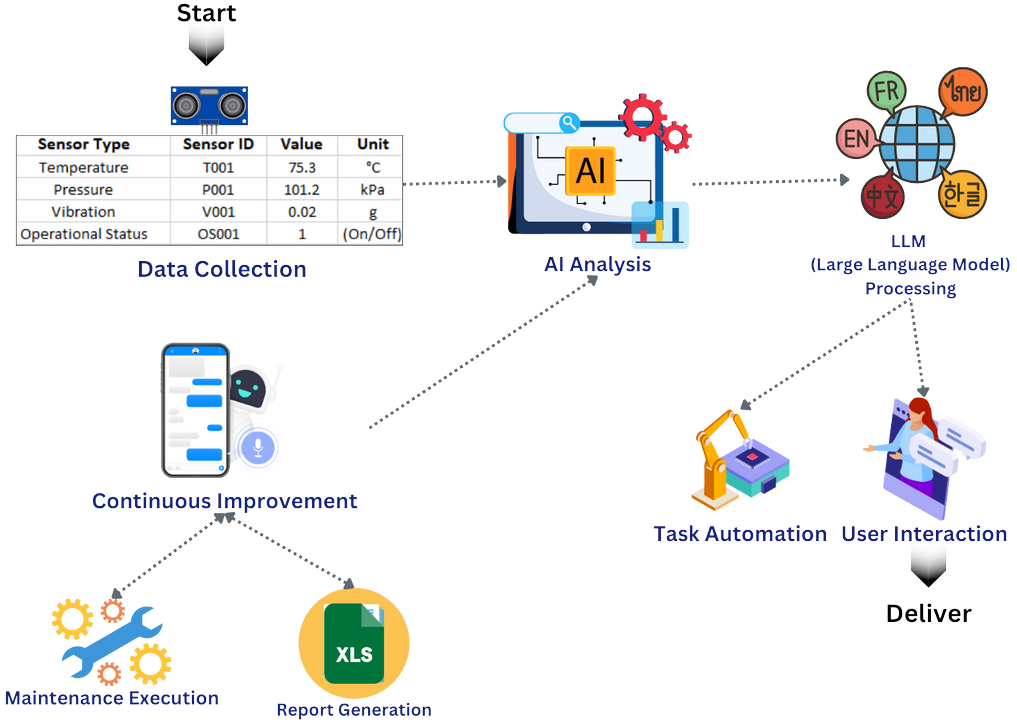 Start
Sensor Type Sensor ID Value Unit
Temperature T001 75.3 °C
Pressure P001 101.2 kPa
Vibration V001 0.02 g
Operational Status OS001 1 (On/Off)
Data Collection
AI
AI Analysis
FR
ไทย
EN
中文
한글
LLM
(Large Language Model)
Processing
Continuous Improvement
Task Automation
User Interaction
Deliver
Maintenance Execution
XLS
Report Generation